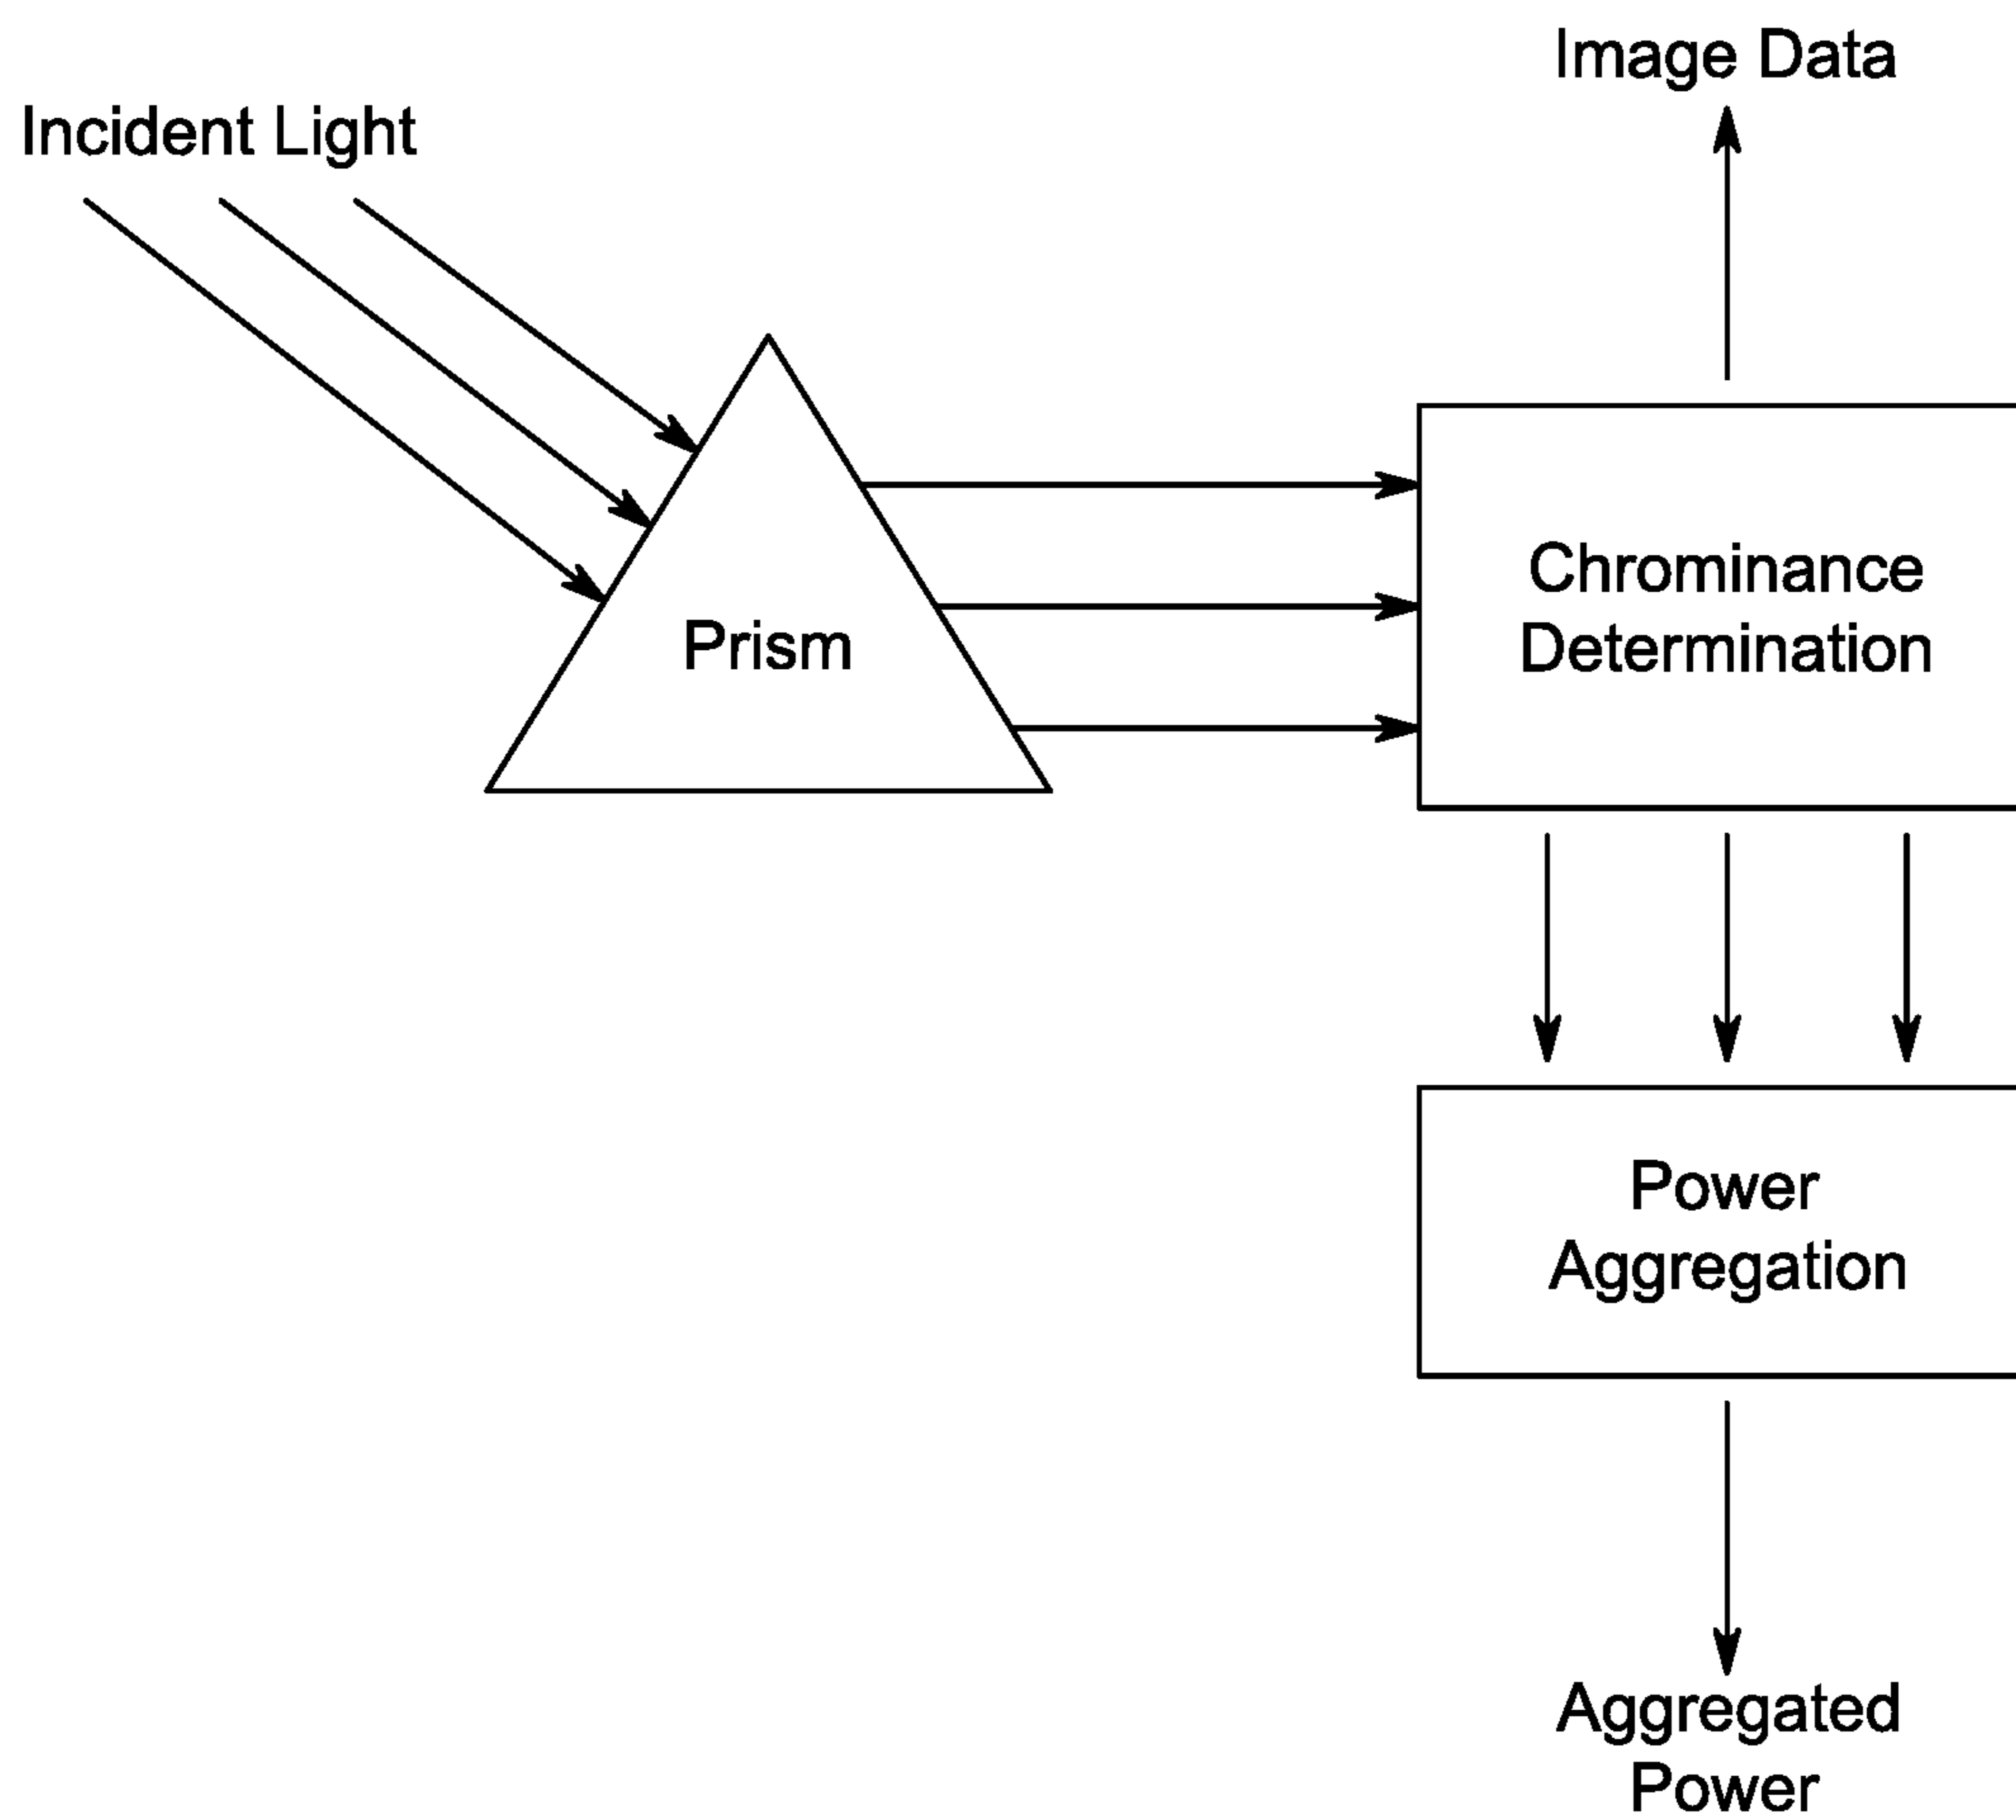 Image Data
Incident Light
Chrominance
Determination
Prism
Power
Aggregation
Aggregated
Power